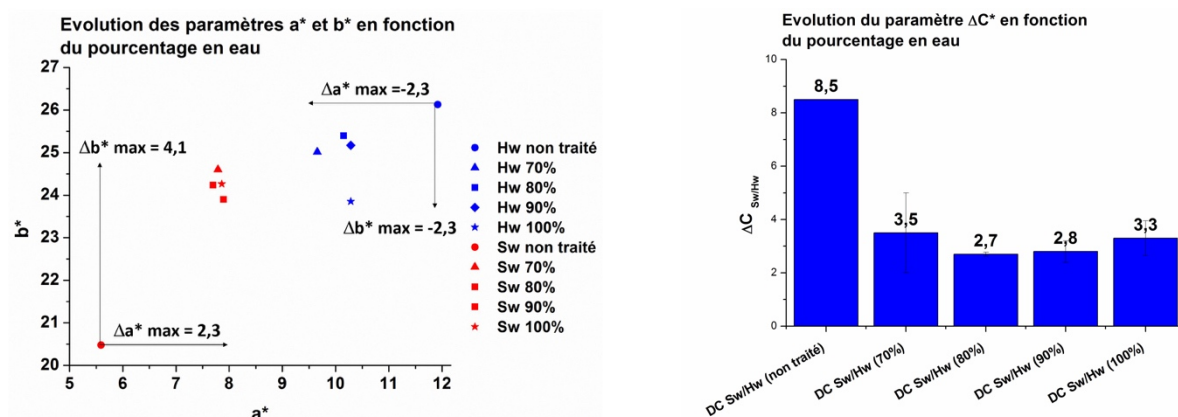 Evolution des paramètres a* et b* en fonction
du pourcentage en eau
27
26
25
24
23
22
21
20
b*
5
6
7
8
9
10
11
12
a*
Δa* max =-2,3
Δb* max = 4,1
Δb* max = -2,3
Δa* max = 2,3
Hw non traité
Hw 70%
Hw 80%
Hw 90%
Hw 100%
Sw non traité
Sw 70%
Sw 80%
Sw 90%
Sw 100%
Evolution du paramètre ΔC* en fonction
du pourcentage en eau
10
8
6
4
2
0
ΔC Sw/Hw
8,5
3,5
2,7
2,8
3,3
DC Sw/Hw (non traité)
DC Sw/Hw (70%)
DC Sw/Hw (80%)
DC Sw/Hw (90%)
DC Sw/Hw (100%)